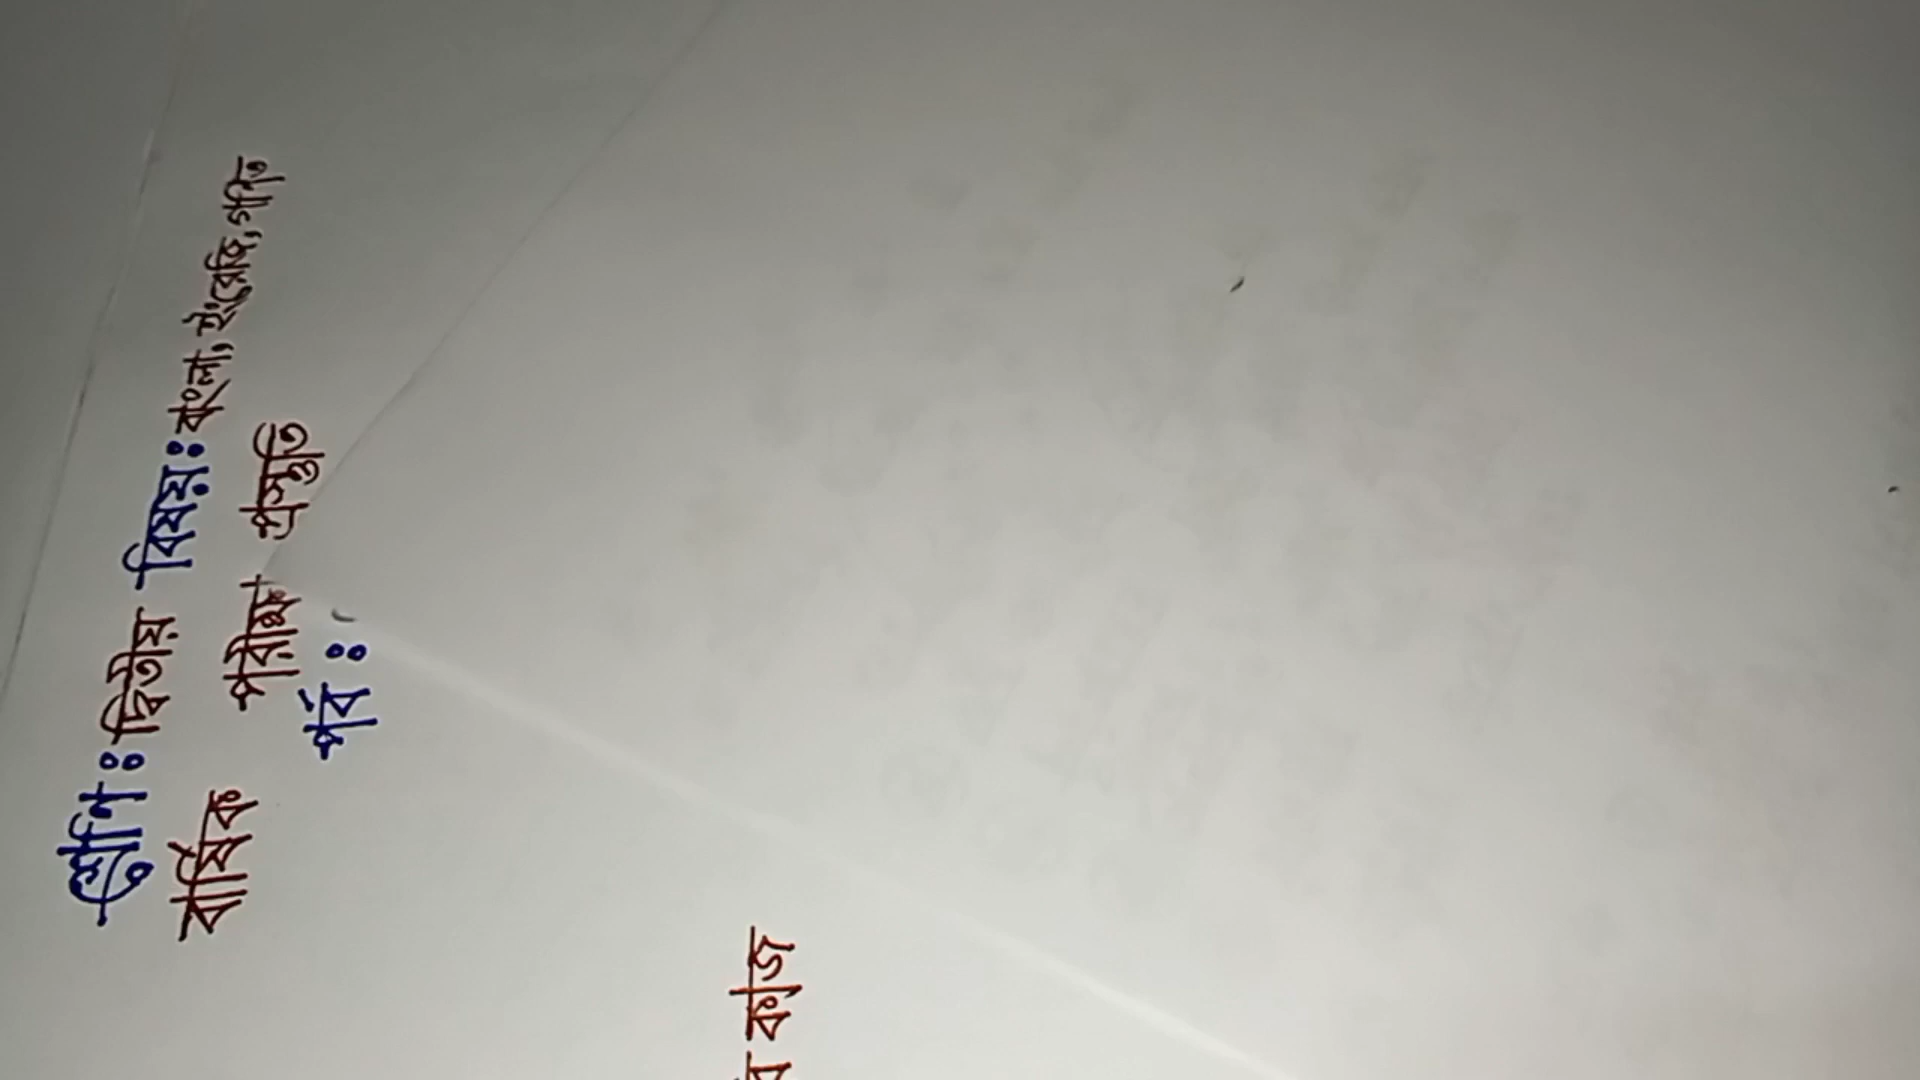 শ্রেণি : দ্বিতীয় বিষয় : বাংলা, ইংরেজি, গণিত
বার্ষিক পরীক্ষা প্রস্তুতি
পর্ব :
কাজ